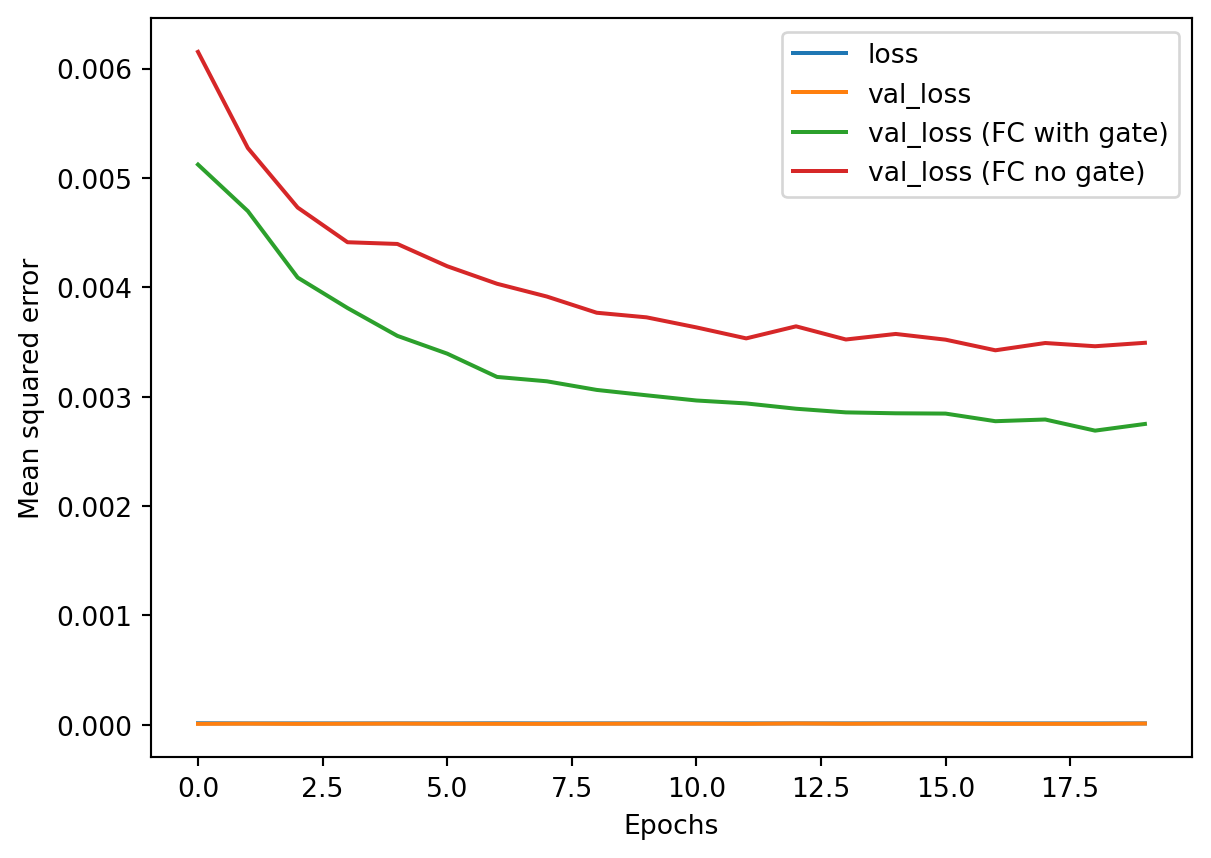 loss
val_loss
val_loss (FC with gate)
val_loss (FC no gate)
0.006
0.005
0.004
0.003
0.002
0.001
0.000
Mean squared error
0.0 2.5 5.0 7.5 10.0 12.5 15.0 17.5
Epochs